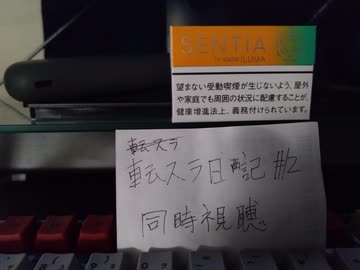 SENTIA
for use with ILUMA
望まない受動喫煙が生じないよう、屋外
や家庭でも周囲の状況に配慮することが、
健康増進法上、義務付けられています。
転スラ
転スラ日記 #2
同時視聴